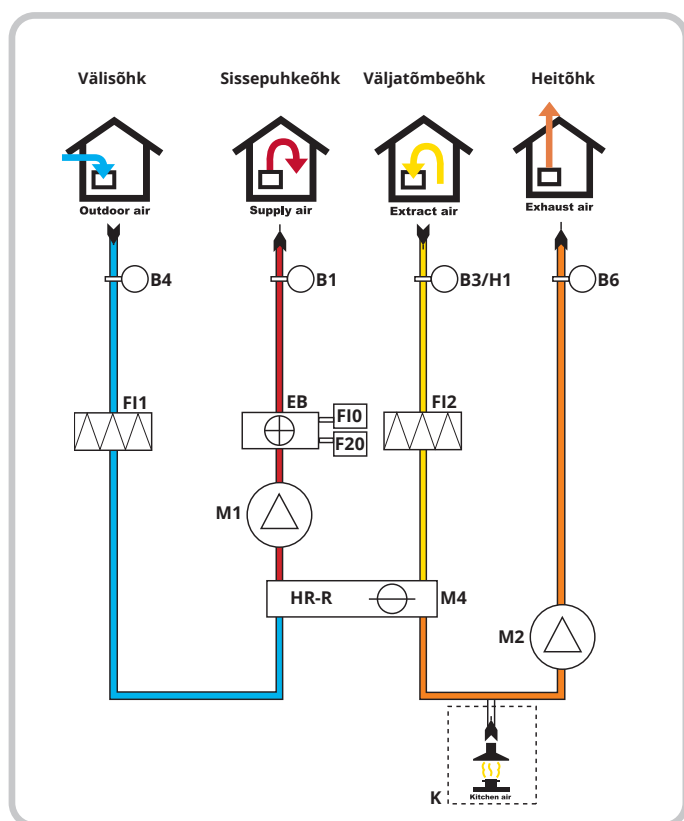 Välisõhk Sissepuhkeõhk Väljatõmbeõhk Heitõhk
Outdoor air Supply air Extract air Exhaust air
B4 B1 B3/H1 B6
FI1 EB FI0 FI2
F20
M1
HR-R M4
M2
K Kitchen air